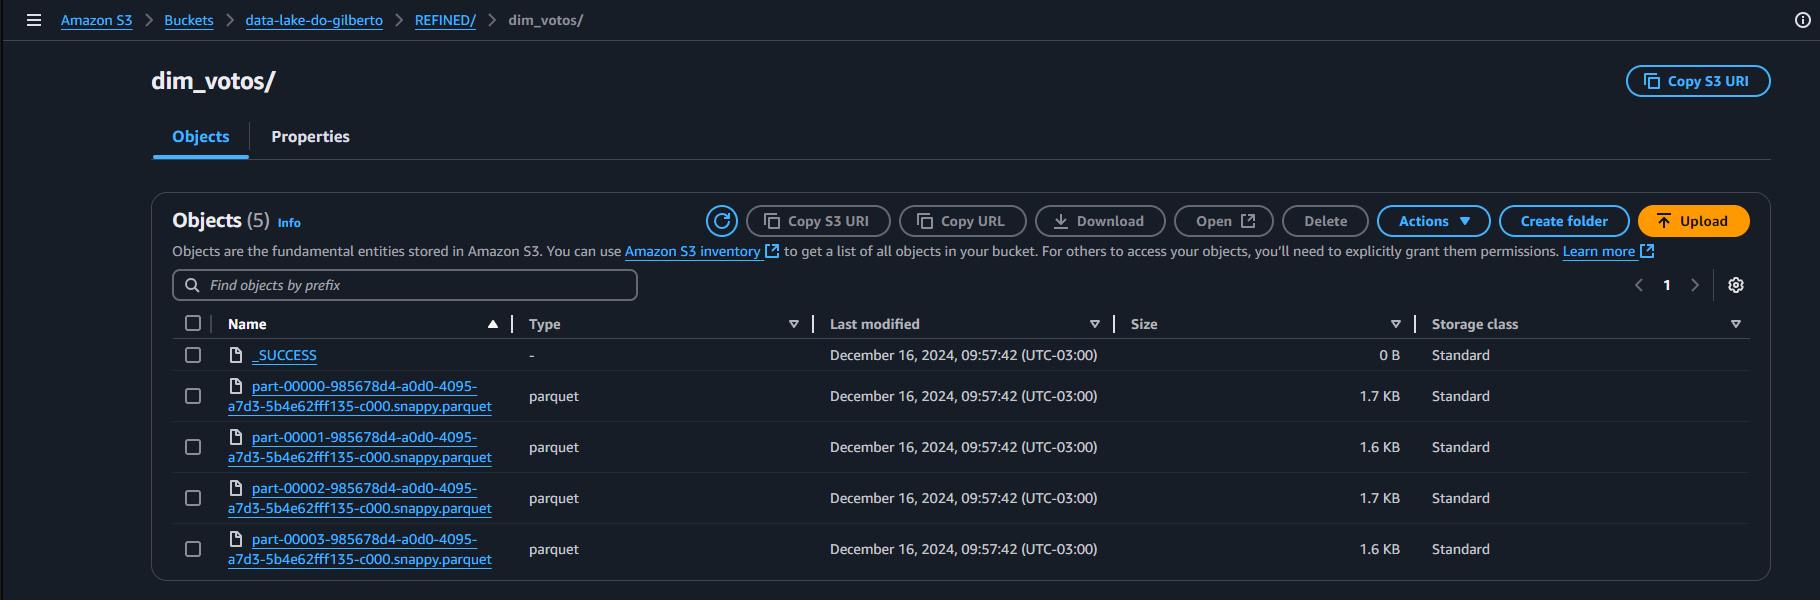 Amazon S3 > Buckets > data-lake-do-gilberto > REFINED/ > dim_votos/
dim_votos/
Copy S3 URI
Objects Properties
Objects (5) Info
Copy S3 URI Copy URL Download Open Delete Actions Create folder Upload
Objects are the fundamental entities stored in Amazon S3. You can use Amazon S3 inventory to get a list of all objects in your bucket. For others to access your objects, you'll need to explicitly grant them permissions. Learn more
Find objects by prefix
1
Name Type Last modified Size Storage class
_SUCCESS - December 16, 2024, 09:57:42 (UTC-03:00) 0 B Standard
part-00000-985678d4-a0d0-4095-
a7d3-5b4e62fff135-c000.snappy.parquet
parquet December 16, 2024, 09:57:42 (UTC-03:00) 1.7 KB Standard
part-00001-985678d4-a0d0-4095-
a7d3-5b4e62fff135-c000.snappy.parquet
parquet December 16, 2024, 09:57:42 (UTC-03:00) 1.6 KB Standard
part-00002-985678d4-a0d0-4095-
a7d3-5b4e62fff135-c000.snappy.parquet
parquet December 16, 2024, 09:57:42 (UTC-03:00) 1.7 KB Standard
part-00003-985678d4-a0d0-4095-
a7d3-5b4e62fff135-c000.snappy.parquet
parquet December 16, 2024, 09:57:42 (UTC-03:00) 1.6 KB Standard